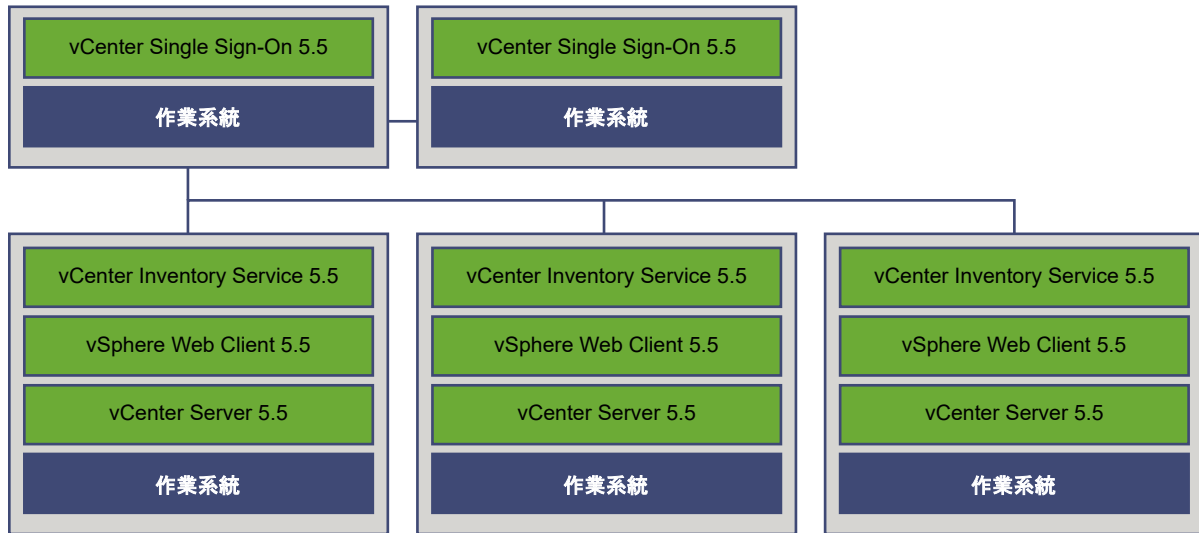 vCenter Single Sign-On 5.5
作業系統
vCenter Single Sign-On 5.5
作業系統
vCenter Inventory Service 5.5
vSphere Web Client 5.5
vCenter Server 5.5
作業系統
vCenter Inventory Service 5.5
vSphere Web Client 5.5
vCenter Server 5.5
作業系統
vCenter Inventory Service 5.5
vSphere Web Client 5.5
vCenter Server 5.5
作業系統